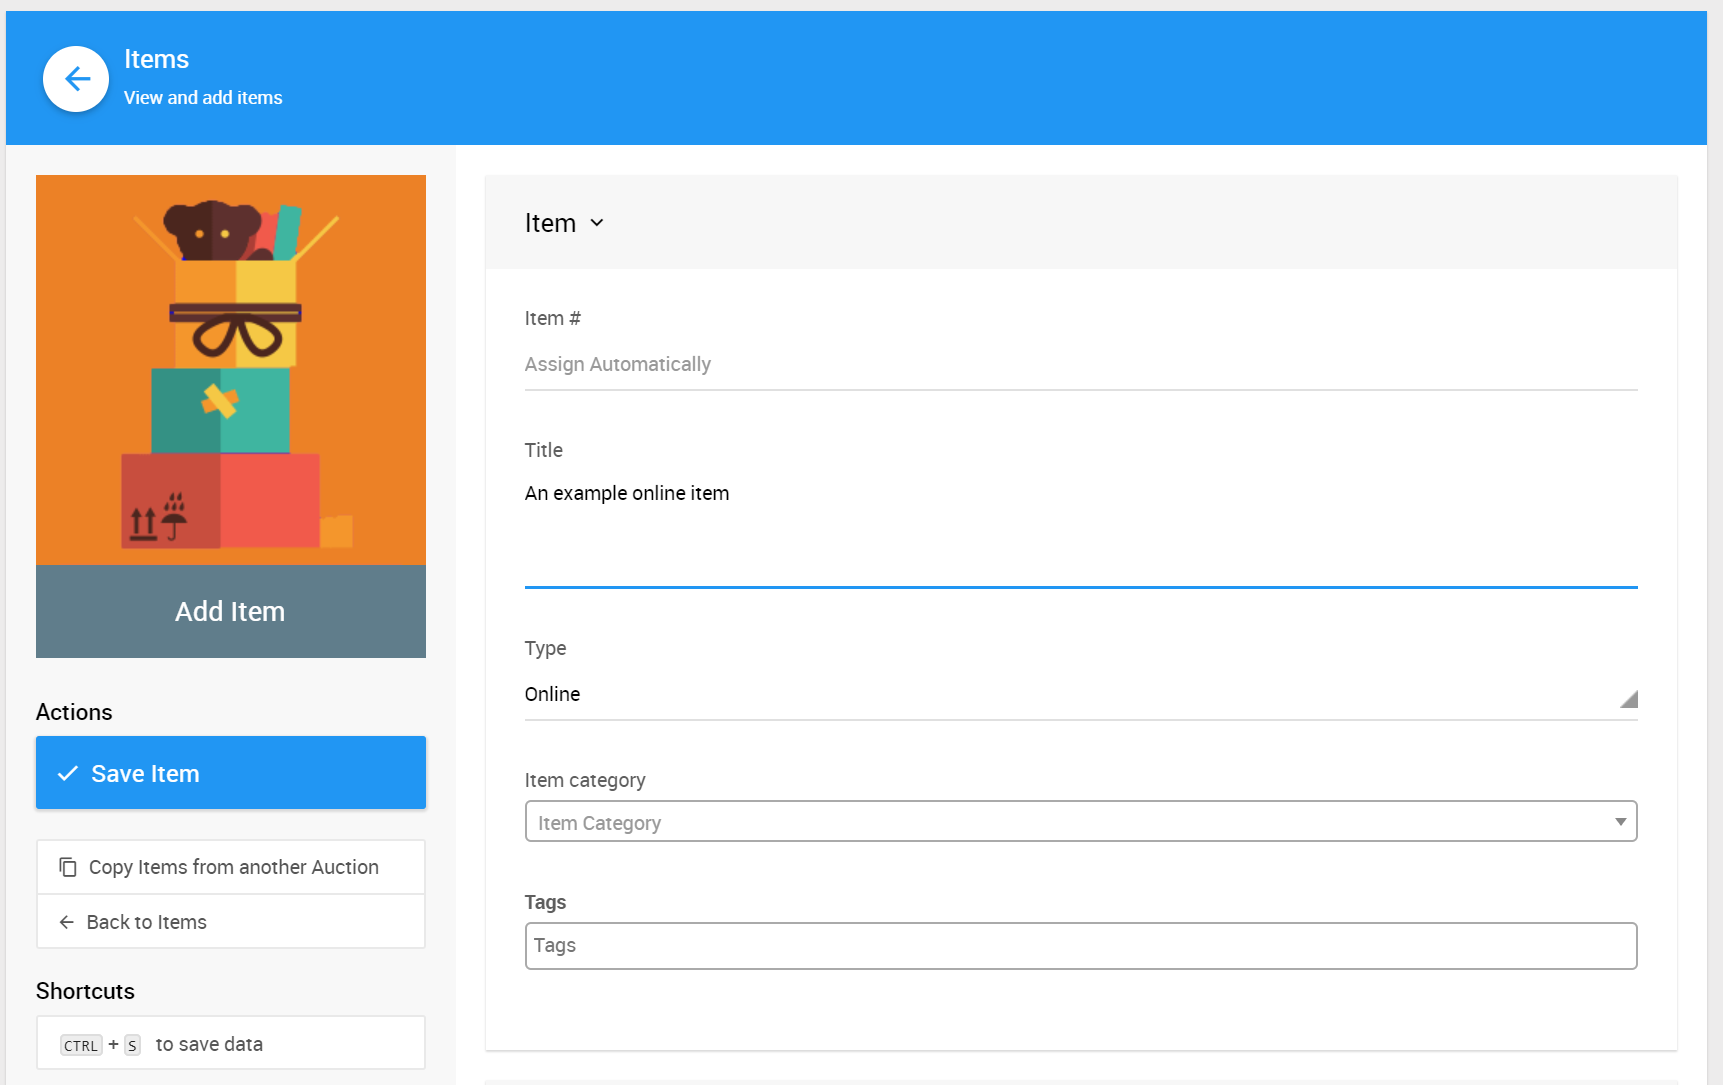 Items
View and add items
Add Item
Actions
Save Item
Copy Items from another Auction
Back to Items
Shortcuts
CTRL + S to save data
Item
Item #
Assign Automatically
Title
An example online item
Type
Online
Item category
Item Category
Tags
Tags